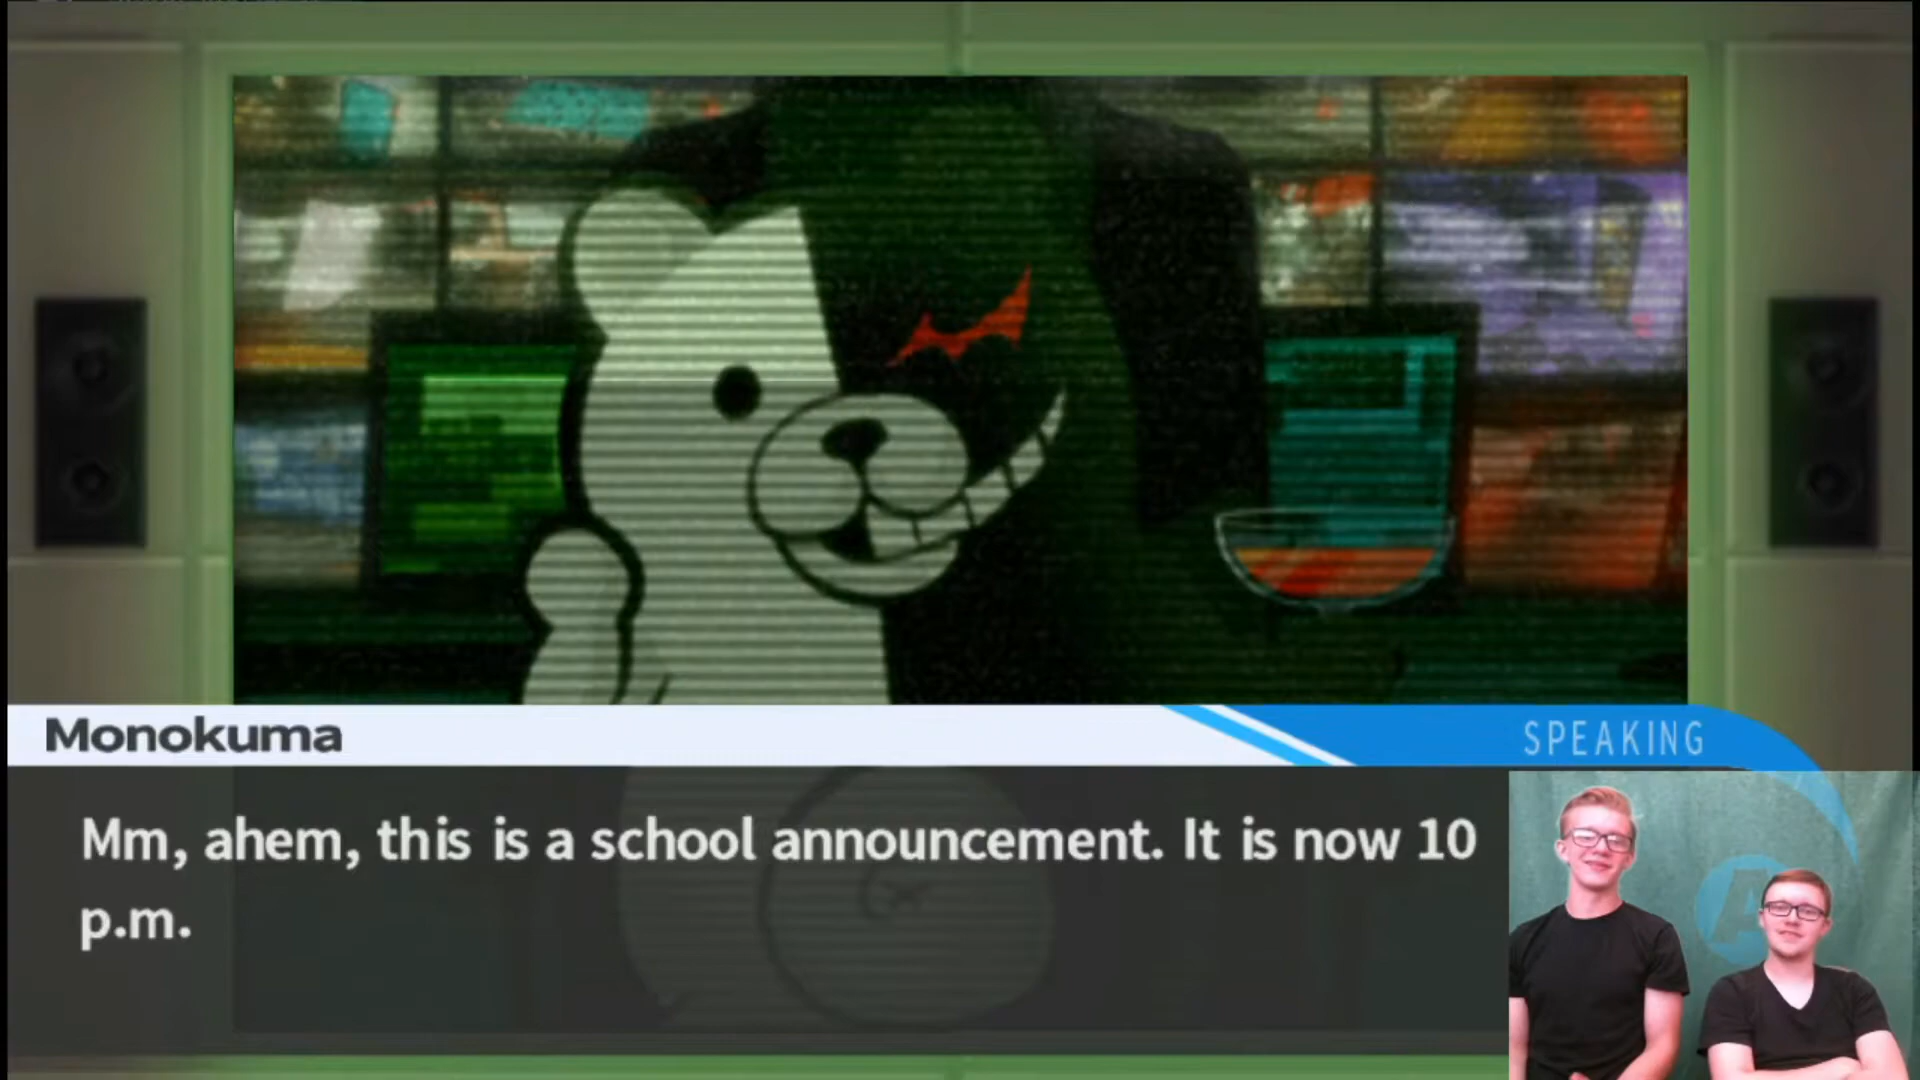 Monokuma
SPEAKING
Mm, ahem, this is a school announcement. It is now 10
p.m.